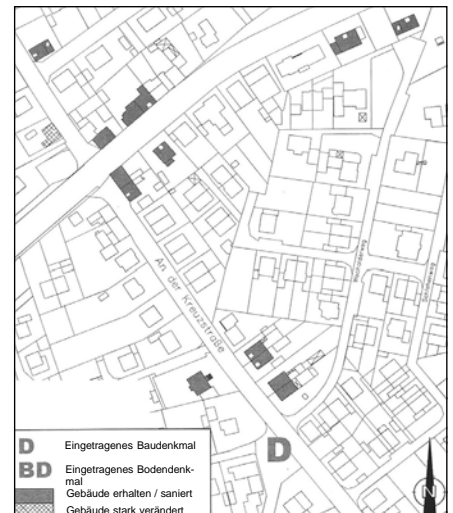 An der Kreuzstraße
D
D
Eingetragenes Baudenkmal
BD
Eingetragenes Bodendenk-
mal
Gebäude erhalten / saniert
Gebäude stark verändert
N